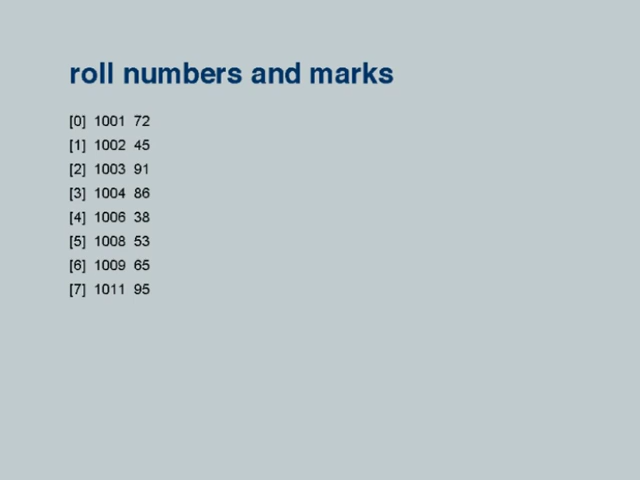 roll numbers and marks
[0] 1001 72
[1] 1002 45
[2] 1003 91
[3] 1004 86
[4] 1006 38
[5] 1008 53
[6] 1009 65
[7] 1011 95